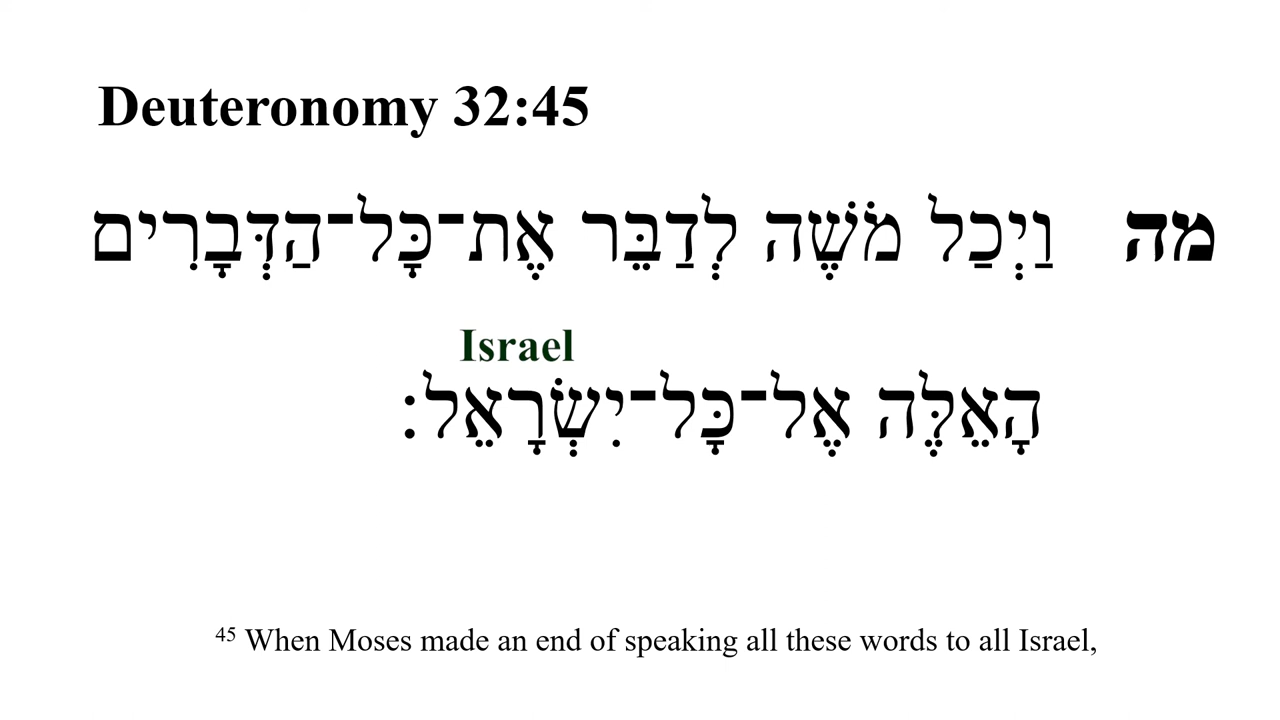 Deuteronomy 32:45
מה וַיְכַל מֹשֶׁה לְדַבֵּר אֶת־כָּל־הַדְּבָרִים
Israel
הָאֵלֶּה אֶל־כָּל־יִשְׂרָאֵל׃
45 When Moses made an end of speaking all these words to all Israel,